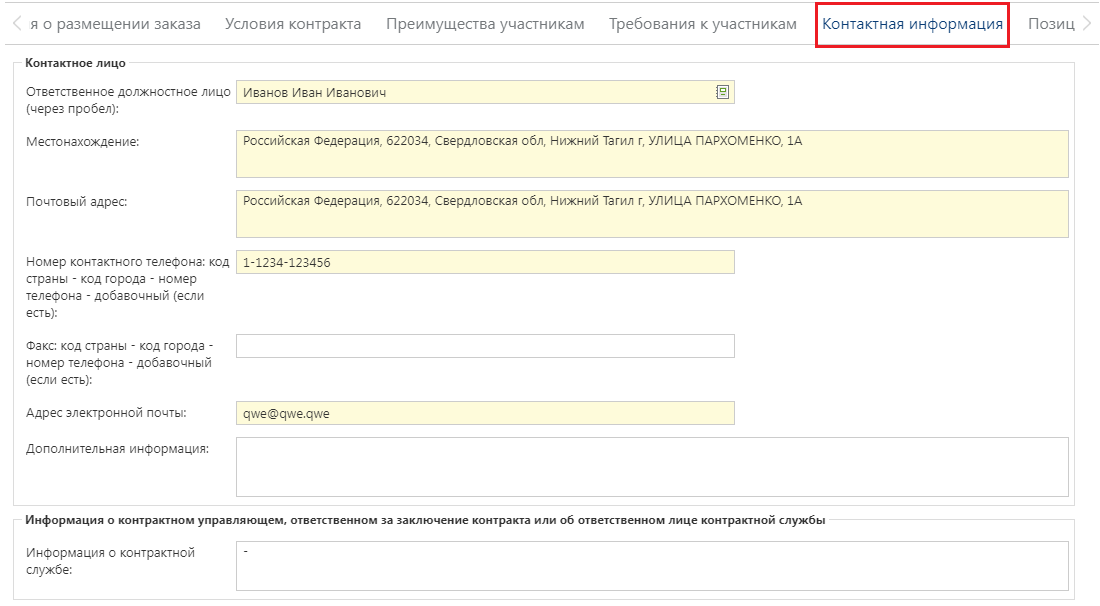 я о размещении заказа Условия контракта Преимущества участникам Требования к участникам Контактная информация Позиц
Контактное лицо
Ответственное должностное лицо
(через пробел):
Иванов Иван Иванович
Местонахождение:
Российская Федерация, 622034, Свердловская обл, Нижний Тагил г, УЛИЦА ПАРХОМЕНКО, 1А
Почтовый адрес:
Российская Федерация, 622034, Свердловская обл, Нижний Тагил г, УЛИЦА ПАРХОМЕНКО, 1А
Номер контактного телефона: код
страны - код города - номер
телефона - добавочный (если
есть):
1-1234-123456
Факс: код страны - код города -
номер телефона - добавочный
(если есть):
Адрес электронной почты:
qwe@qwe.qwe
Дополнительная информация:
Информация о контрактном управляющем, ответственном за заключение контракта или об ответственном лице контрактной службы
Информация о контрактной
службе:
-